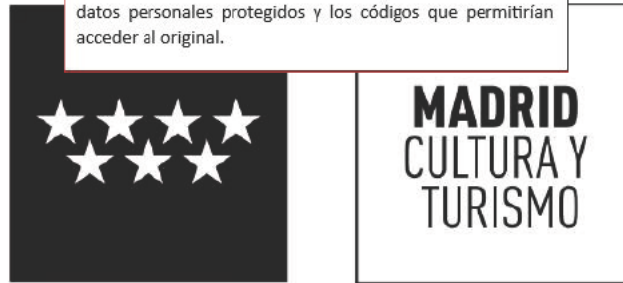 datos personales protegidos y los códigos que permitirían
acceder al original.
MADRID
CULTURA Y
TURISMO